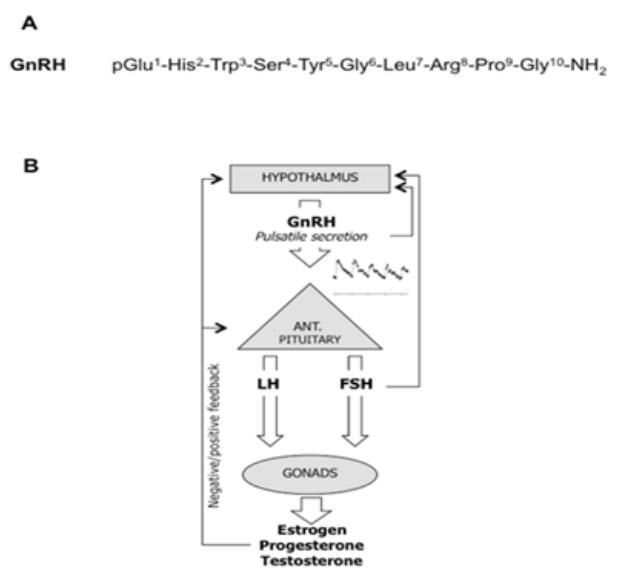 A
GnRH pGlu¹-His²-Trp³-Ser⁴-Tyr⁵-Gly⁶-Leu⁷-Arg⁸-Pro⁹-Gly¹⁰-NH₂
B
HYPOTHALMUS
GnRH
Pulsatile secretion
ANT.
PITUITARY
LH FSH
Negative/positive feedback
GONADS
Estrogen
Progesterone
Testosterone